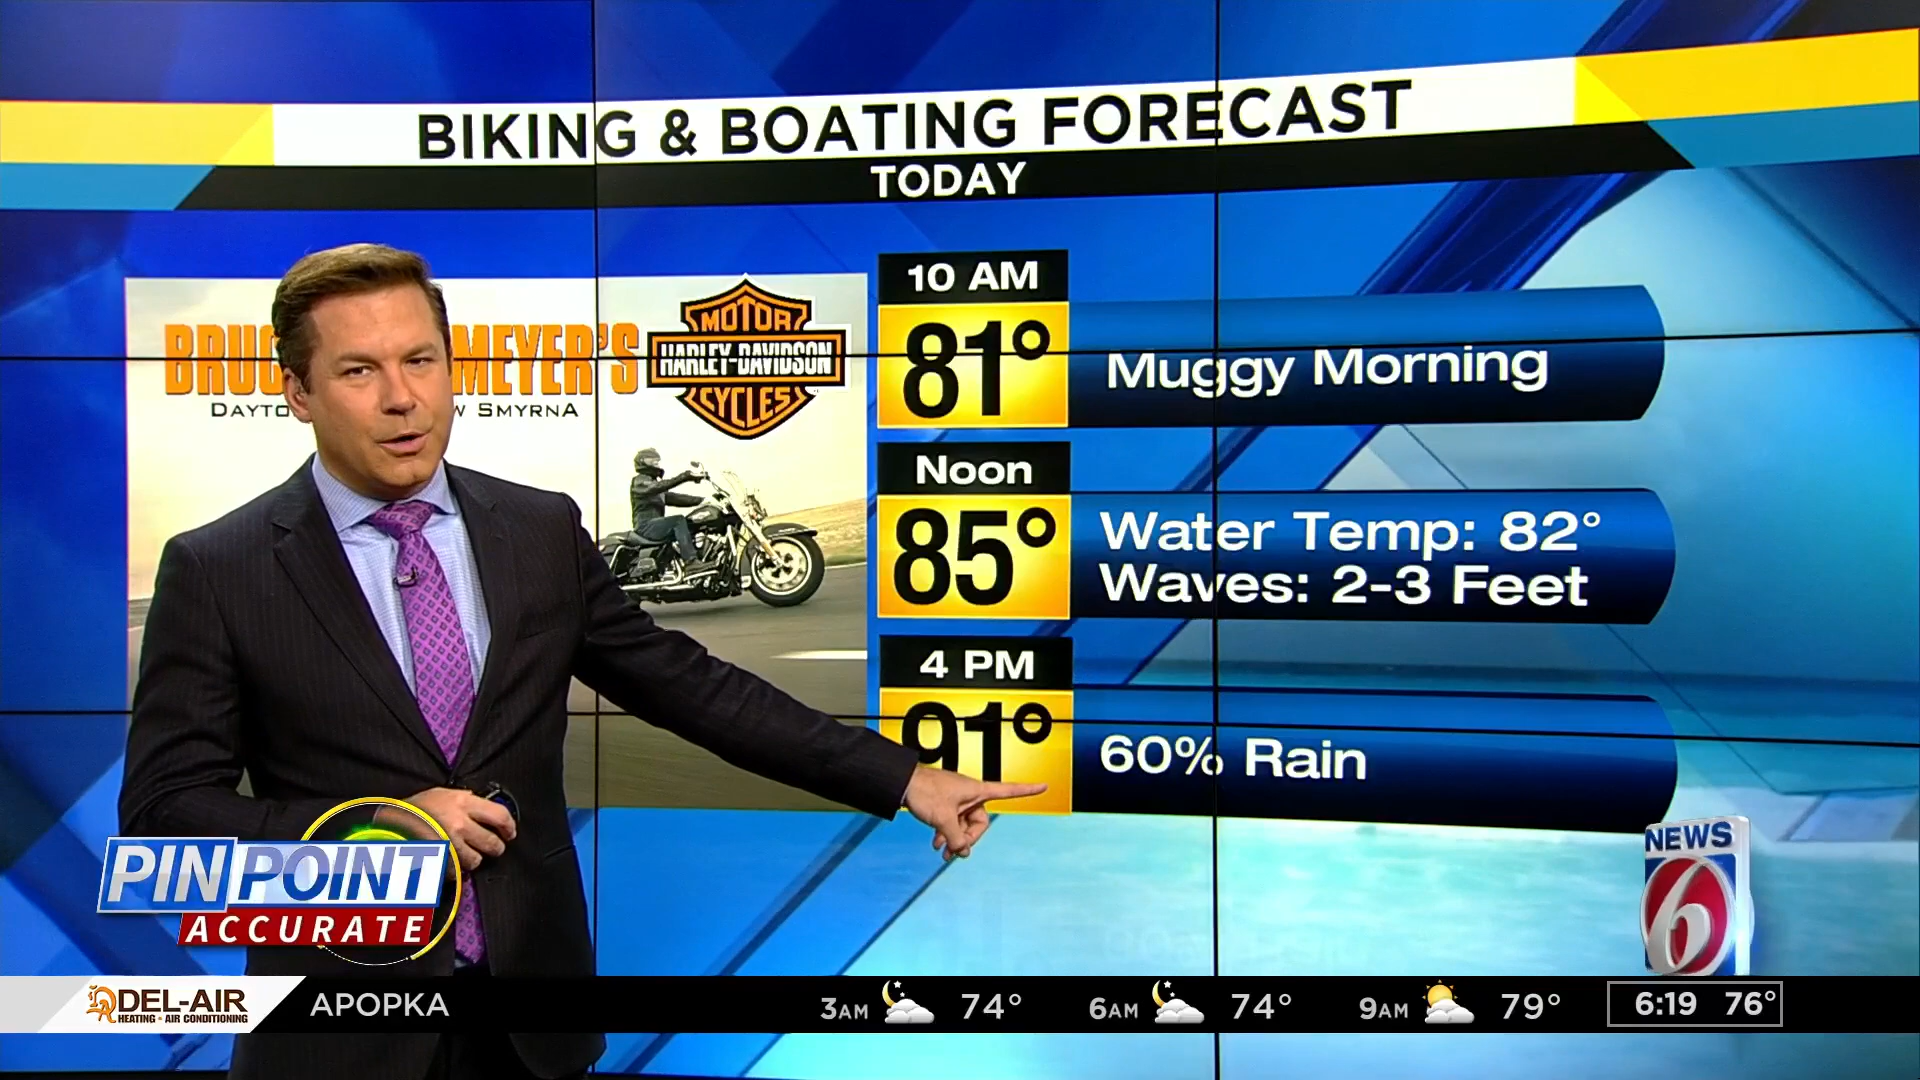 BIKING & BOATING FORECAST
TODAY
MEYER'S
SMYRNA
MOTOR
HARLEY-DAVIDSON
CYCLES
10 AM
81°
Muggy Morning
Noon
85°
Water Temp: 82°
Waves: 2-3 Feet
4 PM
91°
60% Rain
PINPOINT
ACCURATE
NEWS
6
DEL-AIR
HEATING • AIR CONDITIONING
APOPKA
3AM 74° 6AM 74° 9AM 79°
6:19 76°